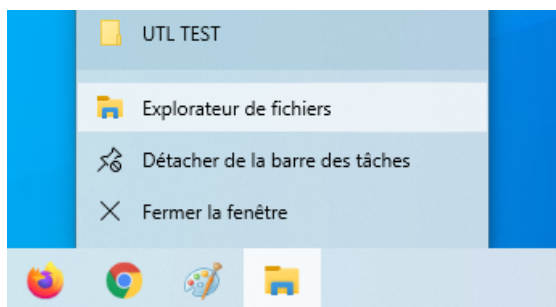 UTL TEST
Explorateur de fichiers
Détacher de la barre des tâches
Fermer la fenêtre